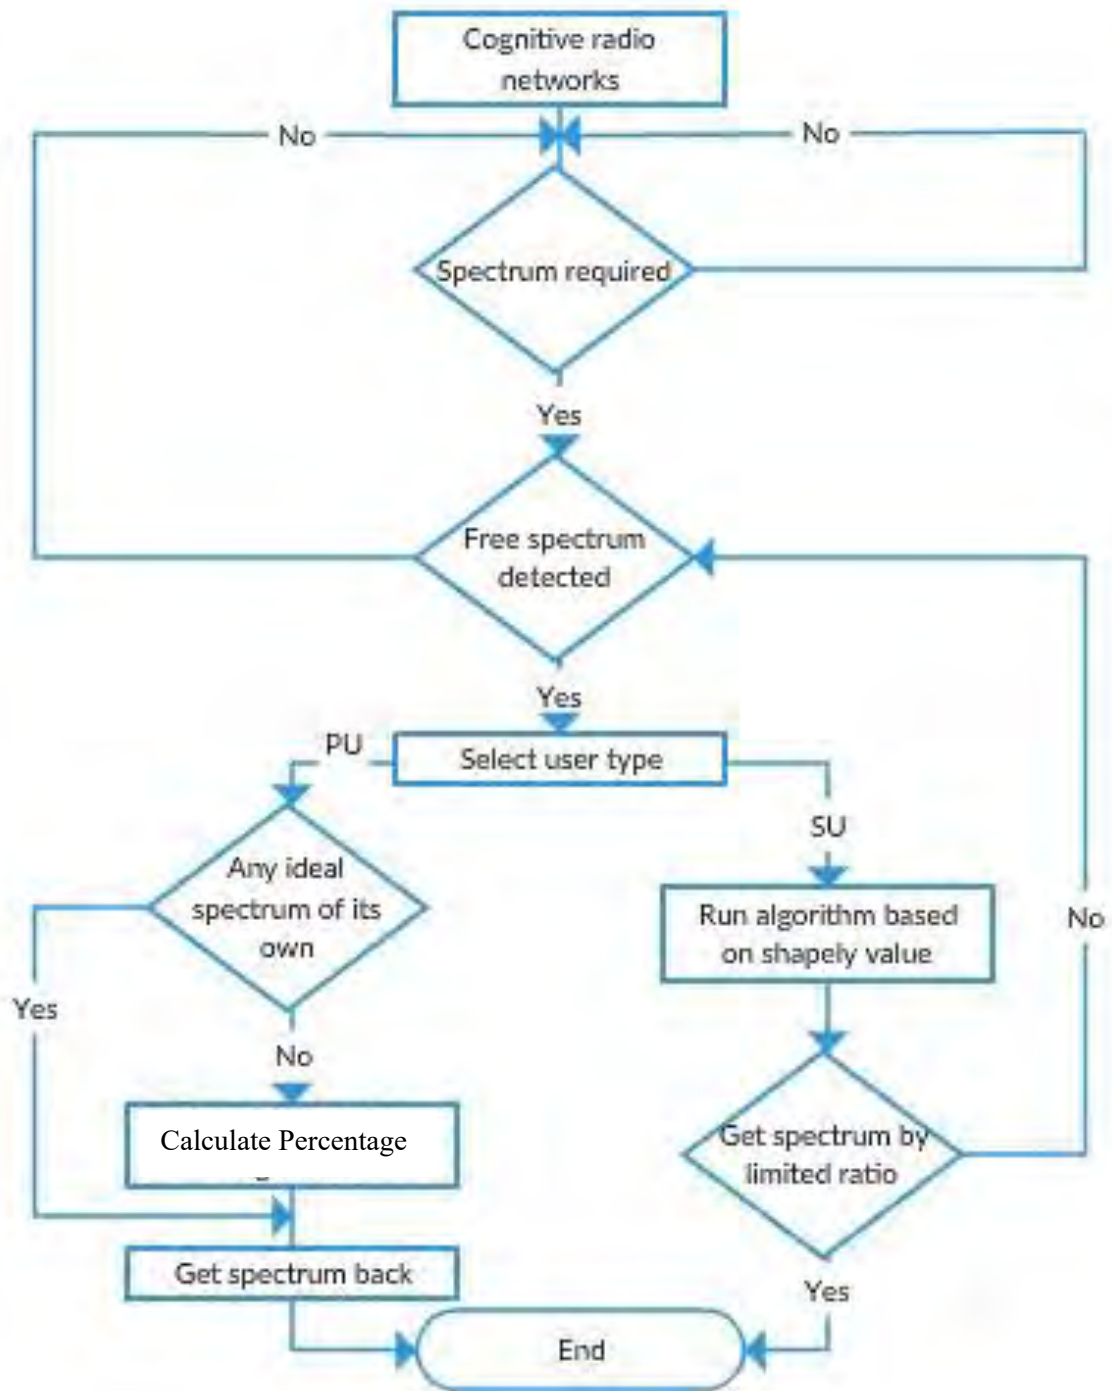 Cognitive radio
networks
No
No
Spectrum required
Yes
Free spectrum
detected
Yes
PU
Select user type
SU
Any ideal
spectrum of its
own
Run algorithm based
on shapely value
No
Yes
No
Calculate Percentage
Get spectrum by
limited ratio
Get spectrum back
Yes
End